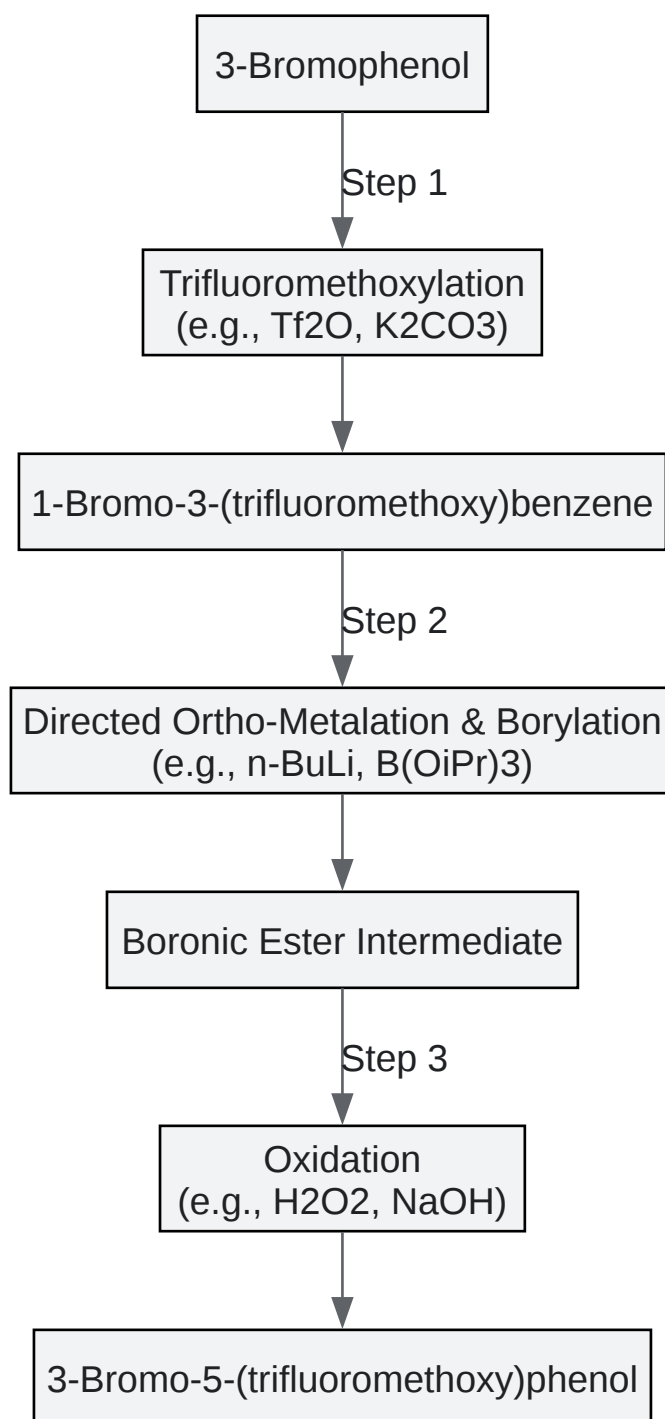 3-Bromophenol
Step 1
Trifluoromethoxylation
(e.g., Tf2O, K2CO3)
1-Bromo-3-(trifluoromethoxy)benzene
Step 2
Directed Ortho-Metalation & Borylation
(e.g., n-BuLi, B(OiPr)3)
Boronic Ester Intermediate
Step 3
Oxidation
(e.g., H2O2, NaOH)
3-Bromo-5-(trifluoromethoxy)phenol